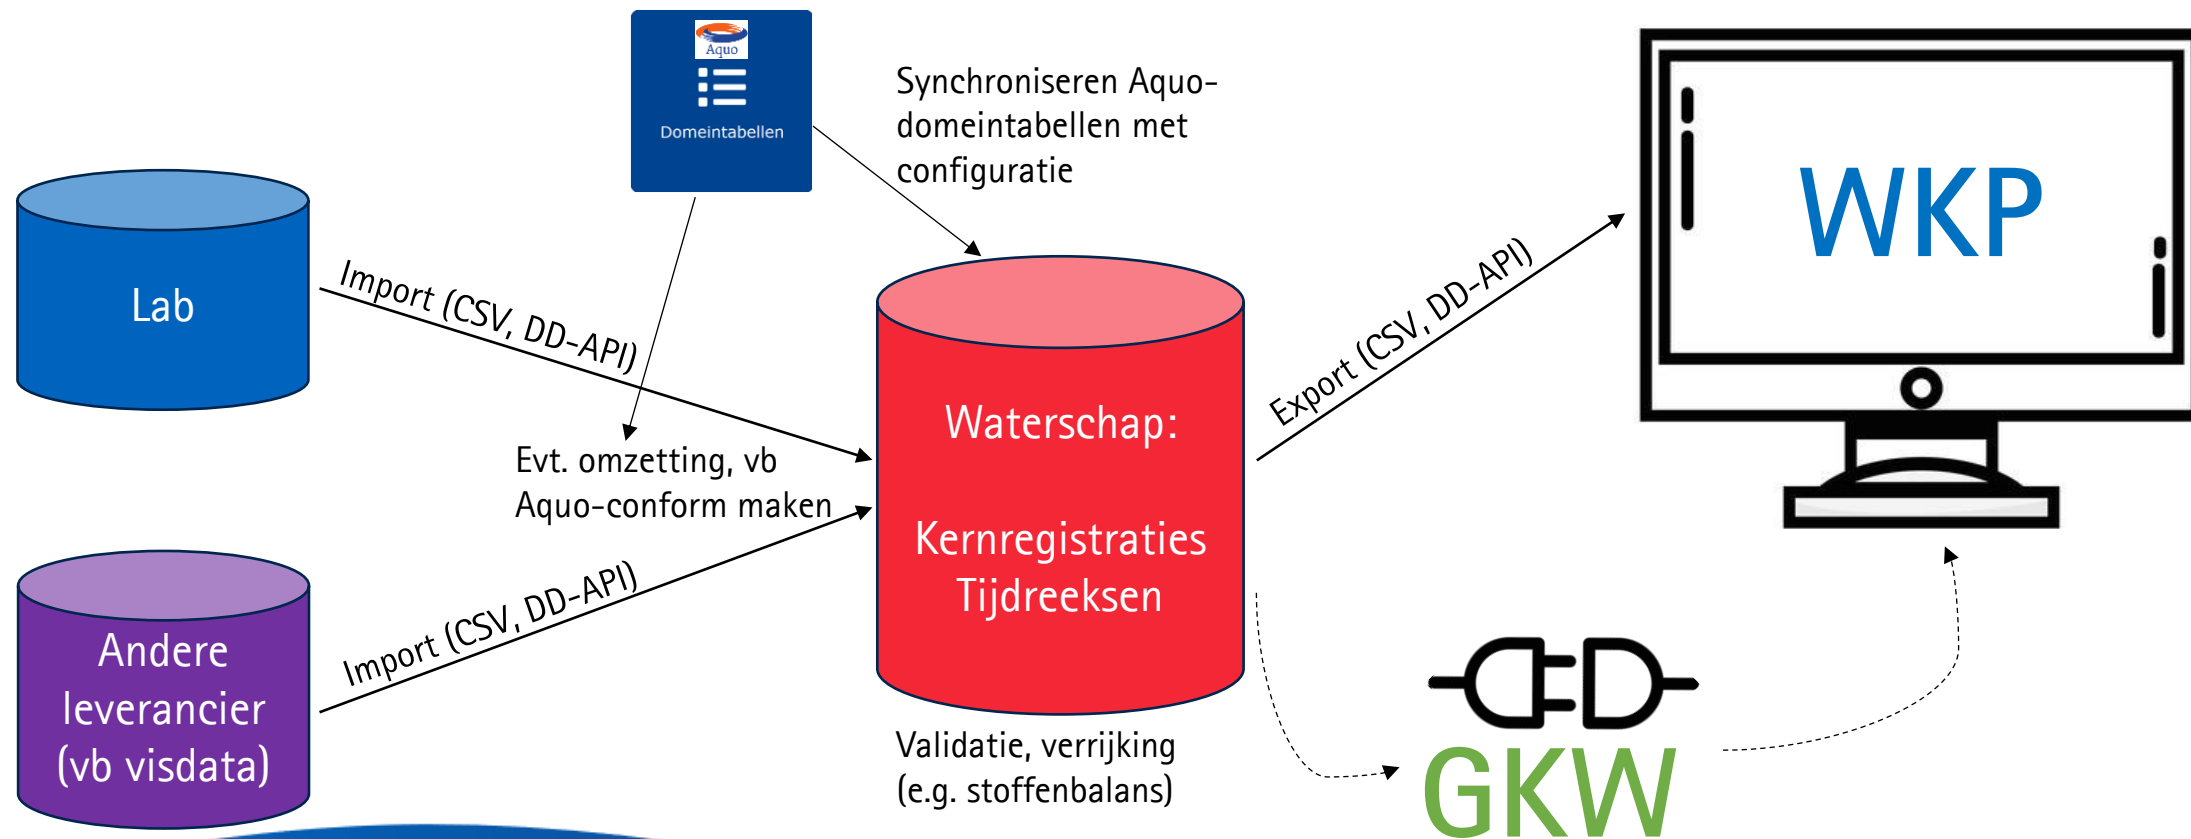 Aquo
Domeintabellen
Synchroniseren Aquo-
domeintabellen met
configuratie
Lab
Import (CSV, DD-API)
Evt. omzetting, vb
Aquo-conform maken
Andere
leverancier
(vb visdata)
Import (CSV, DD-API)
Waterschap:
Kernregistraties
Tijdreeksen
Validatie, verrijking
(e.g. stoffenbalans)
Export (CSV, DD-API)
WKP
GKW